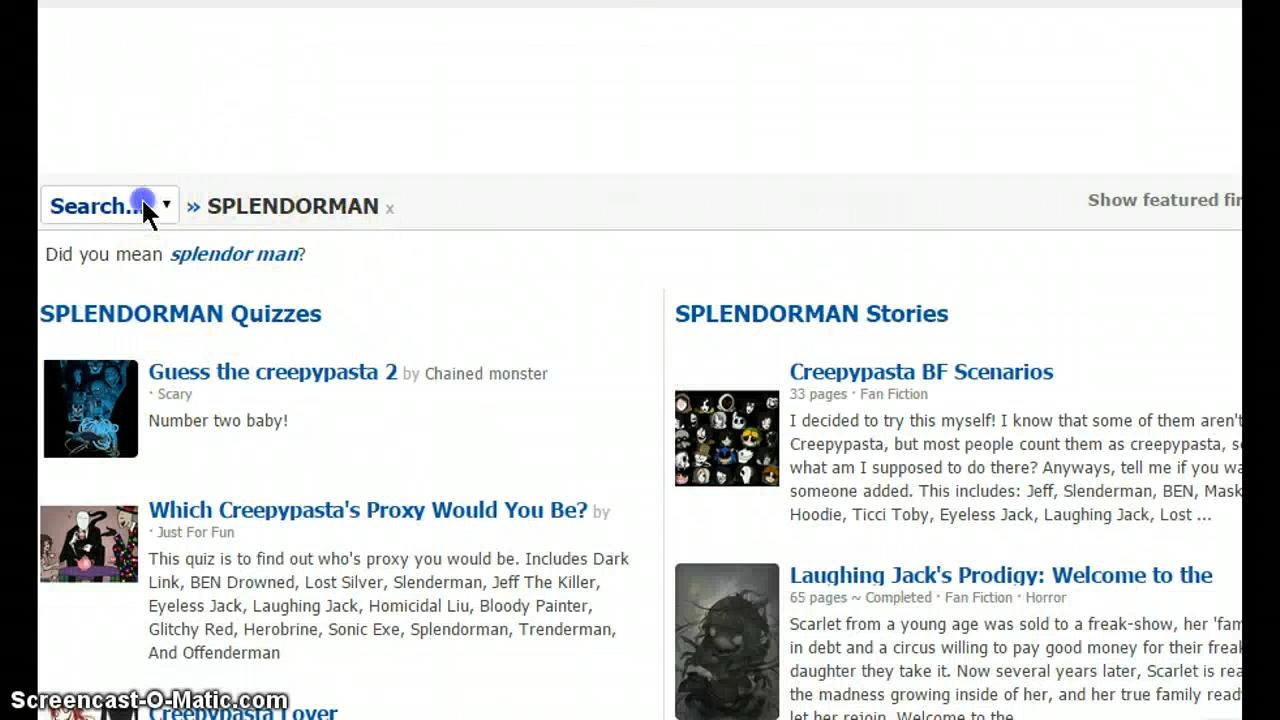 Search... ▼ » SPLENDORMAN x
Show featured fir
Did you mean splendor man?
SPLENDORMAN Quizzes
Guess the creepypasta 2 by Chained monster
· Scary
Number two baby!
Which Creepypasta's Proxy Would You Be? by
· Just For Fun
This quiz is to find out who's proxy you would be. Includes Dark
Link, BEN Drowned, Lost Silver, Slenderman, Jeff The Killer,
Eyeless Jack, Laughing Jack, Homicidal Liu, Bloody Painter,
Glitchy Red, Herobrine, Sonic Exe, Splendorman, Trenderman,
And Offenderman
Creepypasta Lover
SPLENDORMAN Stories
Creepypasta BF Scenarios
33 pages · Fan Fiction
I decided to try this myself! I know that some of them aren't
Creepypasta, but most people count them as creepypasta, s
what am I supposed to do there? Anyways, tell me if you wa
someone added. This includes: Jeff, Slenderman, BEN, Mask
Hoodie, Ticci Toby, Eyeless Jack, Laughing Jack, Lost ...
Laughing Jack's Prodigy: Welcome to the
65 pages ~ Completed · Fan Fiction · Horror
Scarlet from a young age was sold to a freak-show, her 'fam
in debt and a circus willing to pay good money for their freak
daughter they take it. Now several years later, Scarlet is rea
the madness growing inside of her, and her true family read
let her rejoin. Welcome to the
Screencast-O-Matic.com